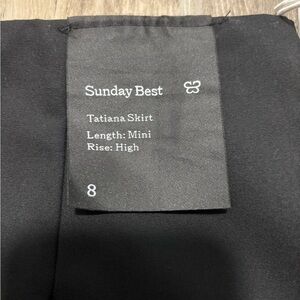 Sunday Best
Tatiana Skirt
Length: Mini
Rise: High
8